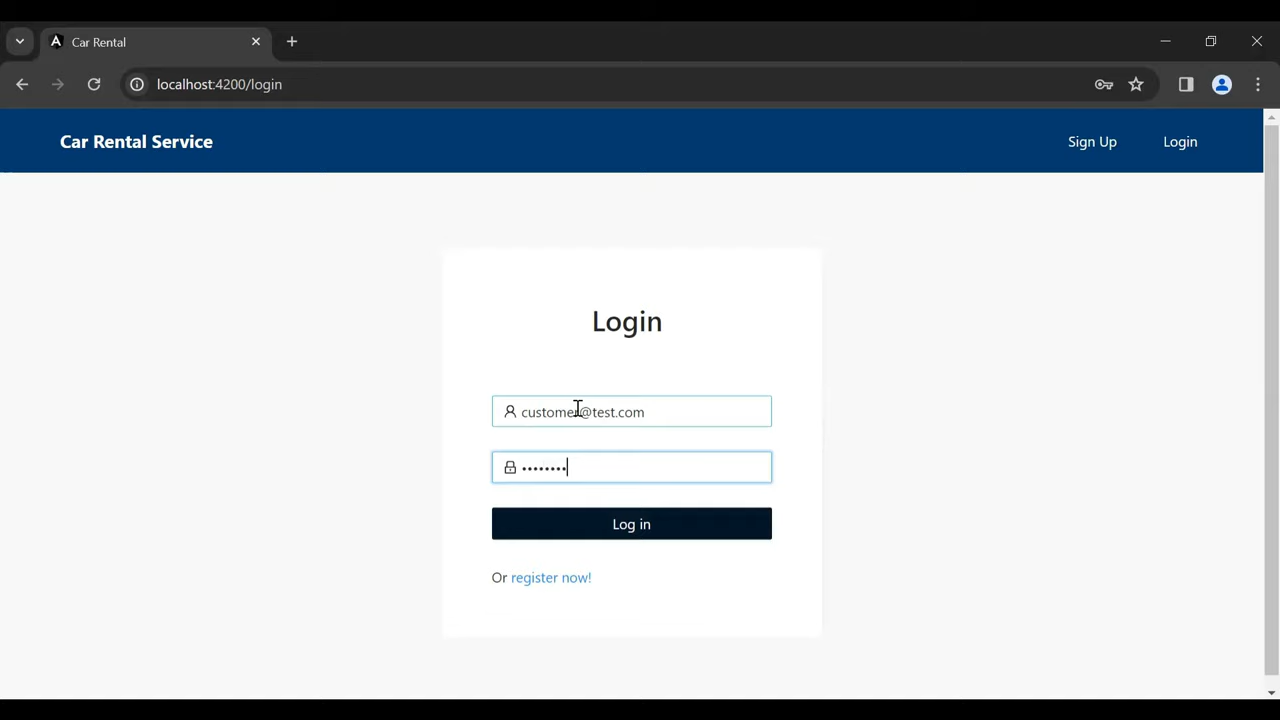 Car Rental
localhost:4200/login
Car Rental Service
Sign Up
Login
Login
customer@test.com
••••••••
Log in
Or register now!